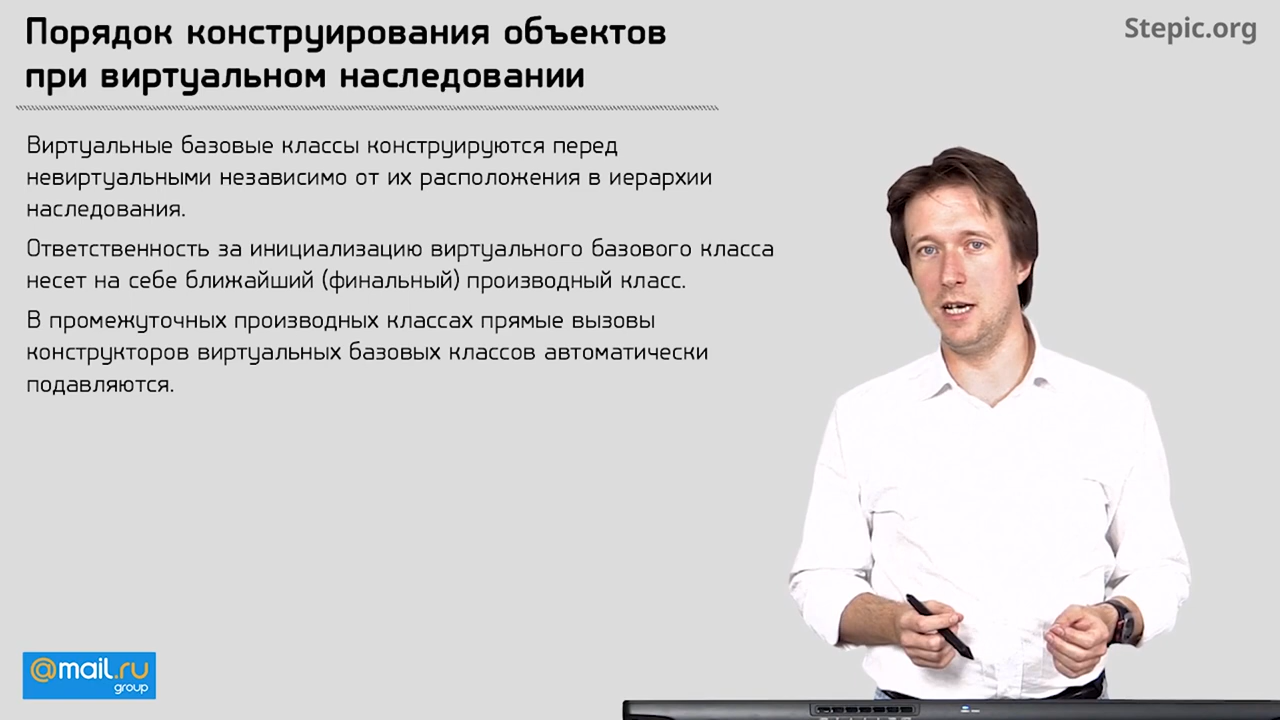 Порядок конструирования объектов
при виртуальном наследовании
Stepic.org
Виртуальные базовые классы конструируются перед
невиртуальными независимо от их расположения в иерархии
наследования.
Ответственность за инициализацию виртуального базового класса
несет на себе ближайший (финальный) производный класс.
В промежуточных производных классах прямые вызовы
конструкторов виртуальных базовых классов автоматически
подавляются.
@mail.ru
group